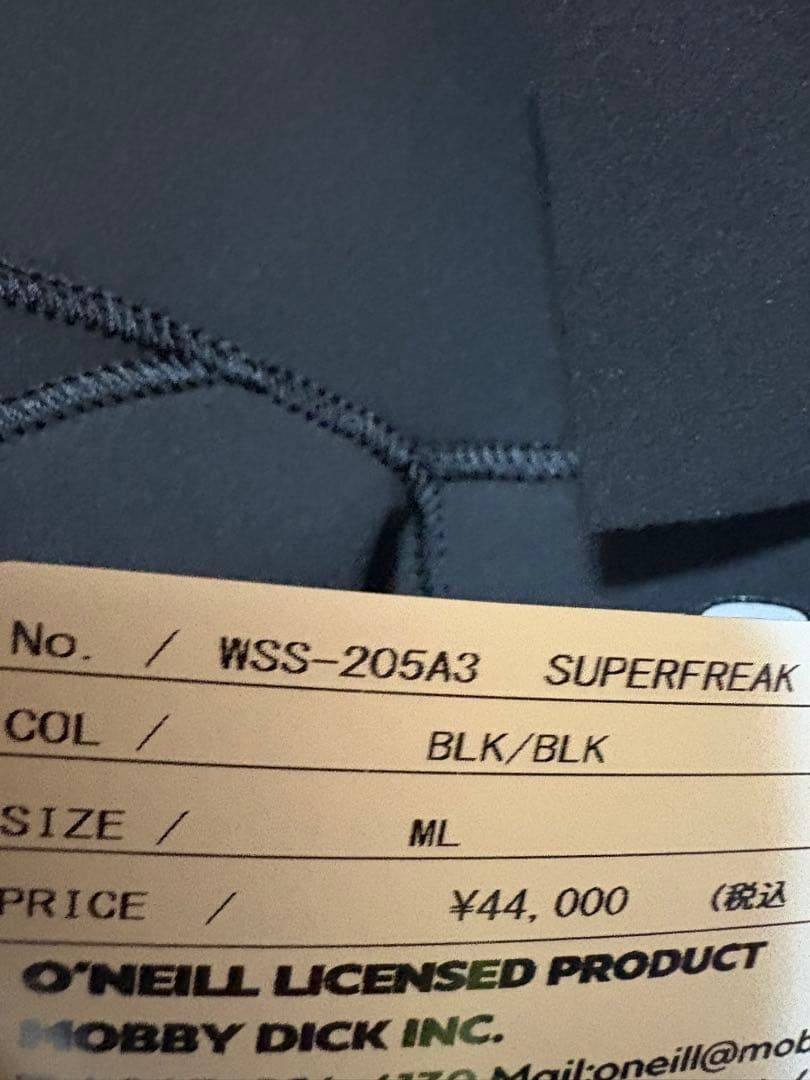 No. / WSS-205A3 SUPERFREAK
COL / BLK/BLK
SIZE / ML
PRICE / ¥44,000 (税込
O'NEILL LICENSED PRODUCT
MOBBY DICK INC.
Mail:oneill@mob